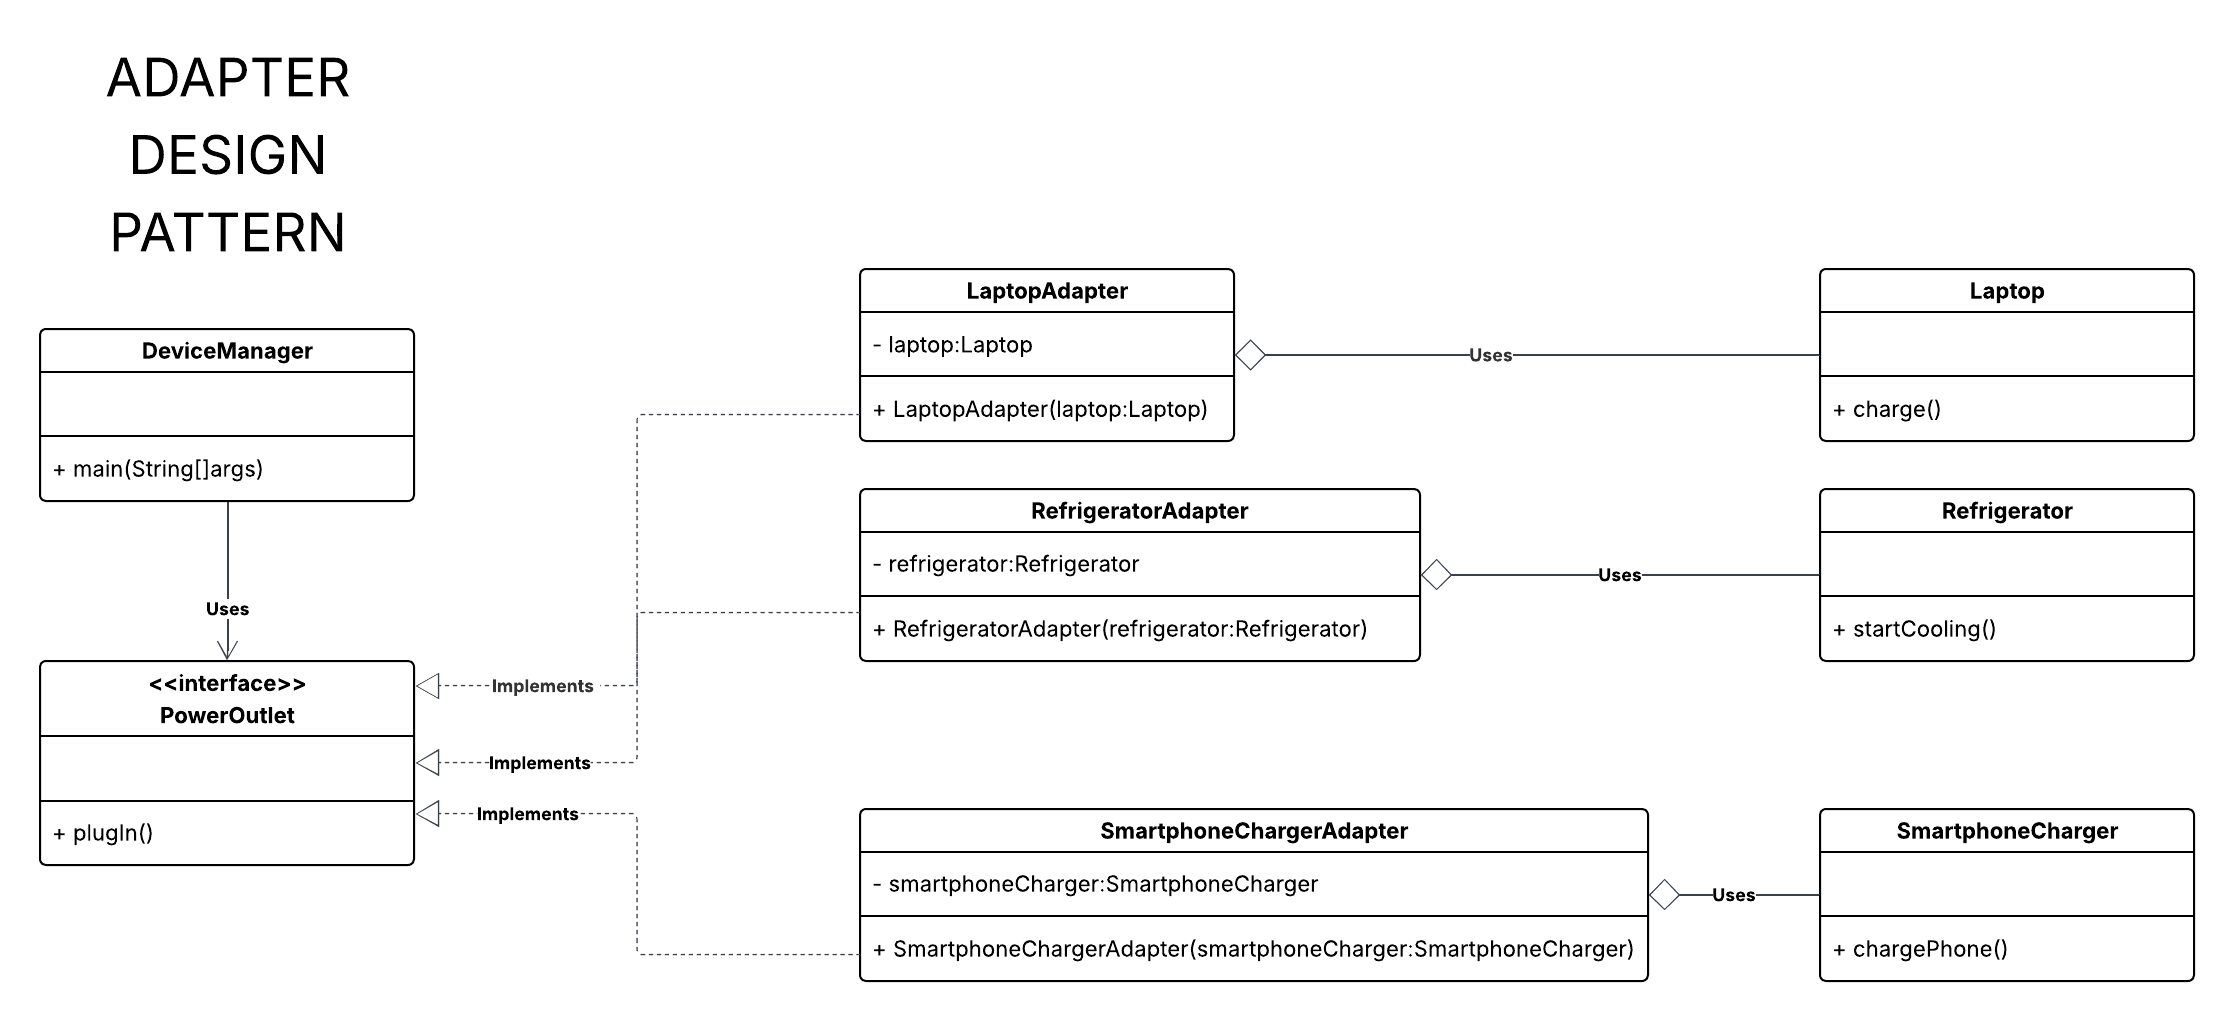 ADAPTER
DESIGN
PATTERN
DeviceManager
+ main(String[]args)
Uses
<<interface>>
PowerOutlet
+ plugIn()
Implements
Implements
Implements
LaptopAdapter
- laptop:Laptop
+ LaptopAdapter(laptop:Laptop)
Uses
Laptop
+ charge()
RefrigeratorAdapter
- refrigerator:Refrigerator
+ RefrigeratorAdapter(refrigerator:Refrigerator)
Uses
Refrigerator
+ startCooling()
SmartphoneChargerAdapter
- smartphoneCharger:SmartphoneCharger
+ SmartphoneChargerAdapter(smartphoneCharger:SmartphoneCharger)
Uses
SmartphoneCharger
+ chargePhone()